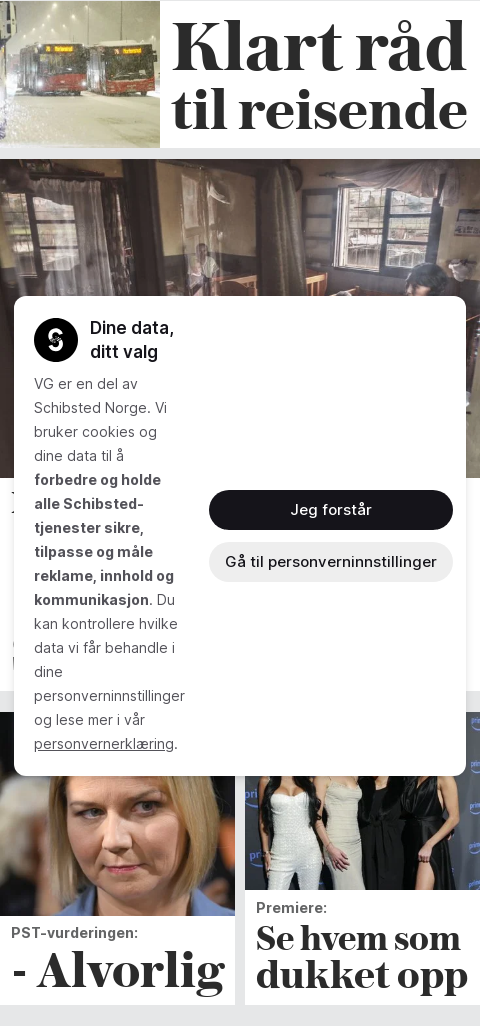 Klart råd
til reisende
Dine data,
ditt valg
VG er en del av
Schibsted Norge. Vi
bruker cookies og
dine data til å
forbedre og holde
alle Schibsted-
tjenester sikre,
tilpasse og måle
reklame, innhold og
kommunikasjon. Du
kan kontrollere hvilke
data vi får behandle i
dine
personverninnstillinger
og lese mer i vår
personvernerklæring.
Jeg forstår
Gå til personverninnstillinger
PST-vurderingen:
- Alvorlig
Premiere:
Se hvem som
dukket opp